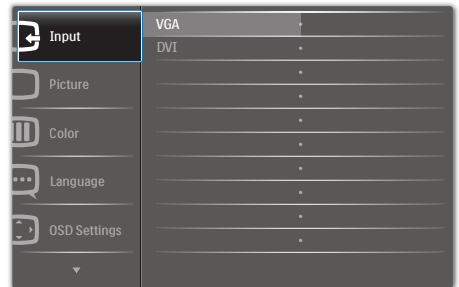 Input
VGA
DVI
Picture
Color
Language
OSD Settings